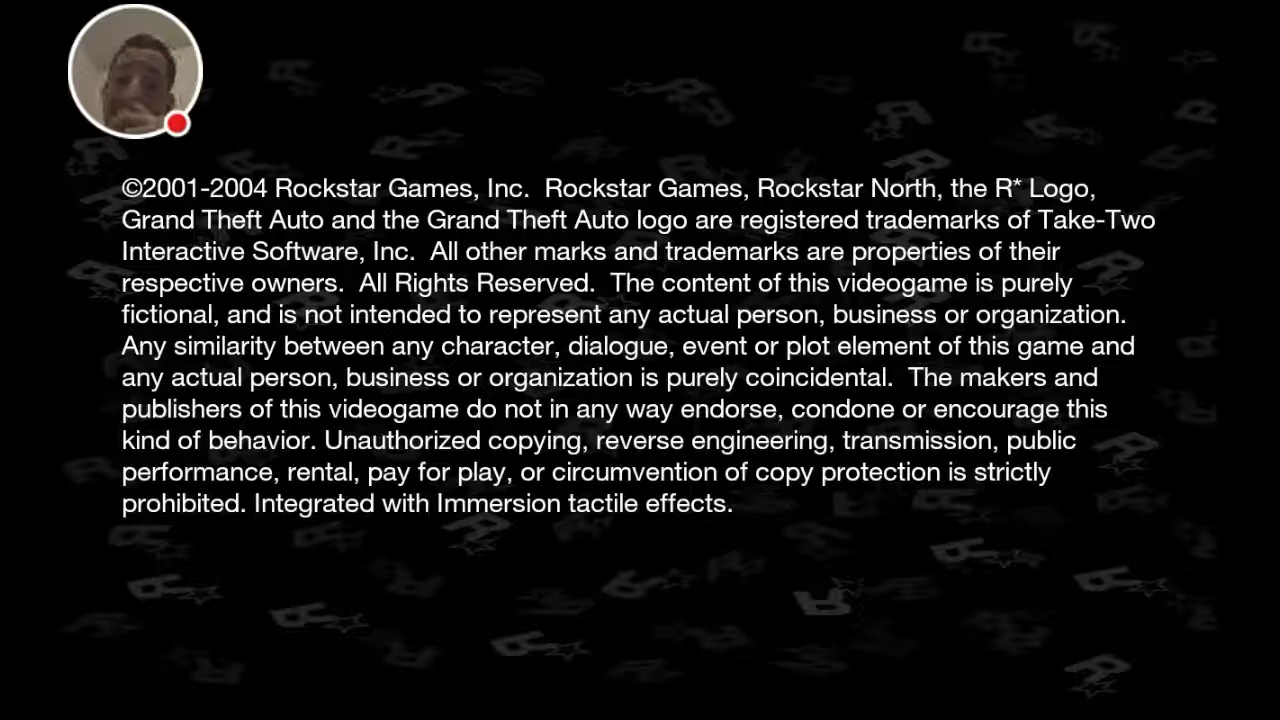 ©2001-2004 Rockstar Games, Inc.  Rockstar Games, Rockstar North, the R* Logo,
Grand Theft Auto and the Grand Theft Auto logo are registered trademarks of Take-Two
Interactive Software, Inc.  All other marks and trademarks are properties of their
respective owners.  All Rights Reserved.  The content of this videogame is purely
fictional, and is not intended to represent any actual person, business or organization.
Any similarity between any character, dialogue, event or plot element of this game and
any actual person, business or organization is purely coincidental.  The makers and
publishers of this videogame do not in any way endorse, condone or encourage this
kind of behavior. Unauthorized copying, reverse engineering, transmission, public
performance, rental, pay for play, or circumvention of copy protection is strictly
prohibited. Integrated with Immersion tactile effects.